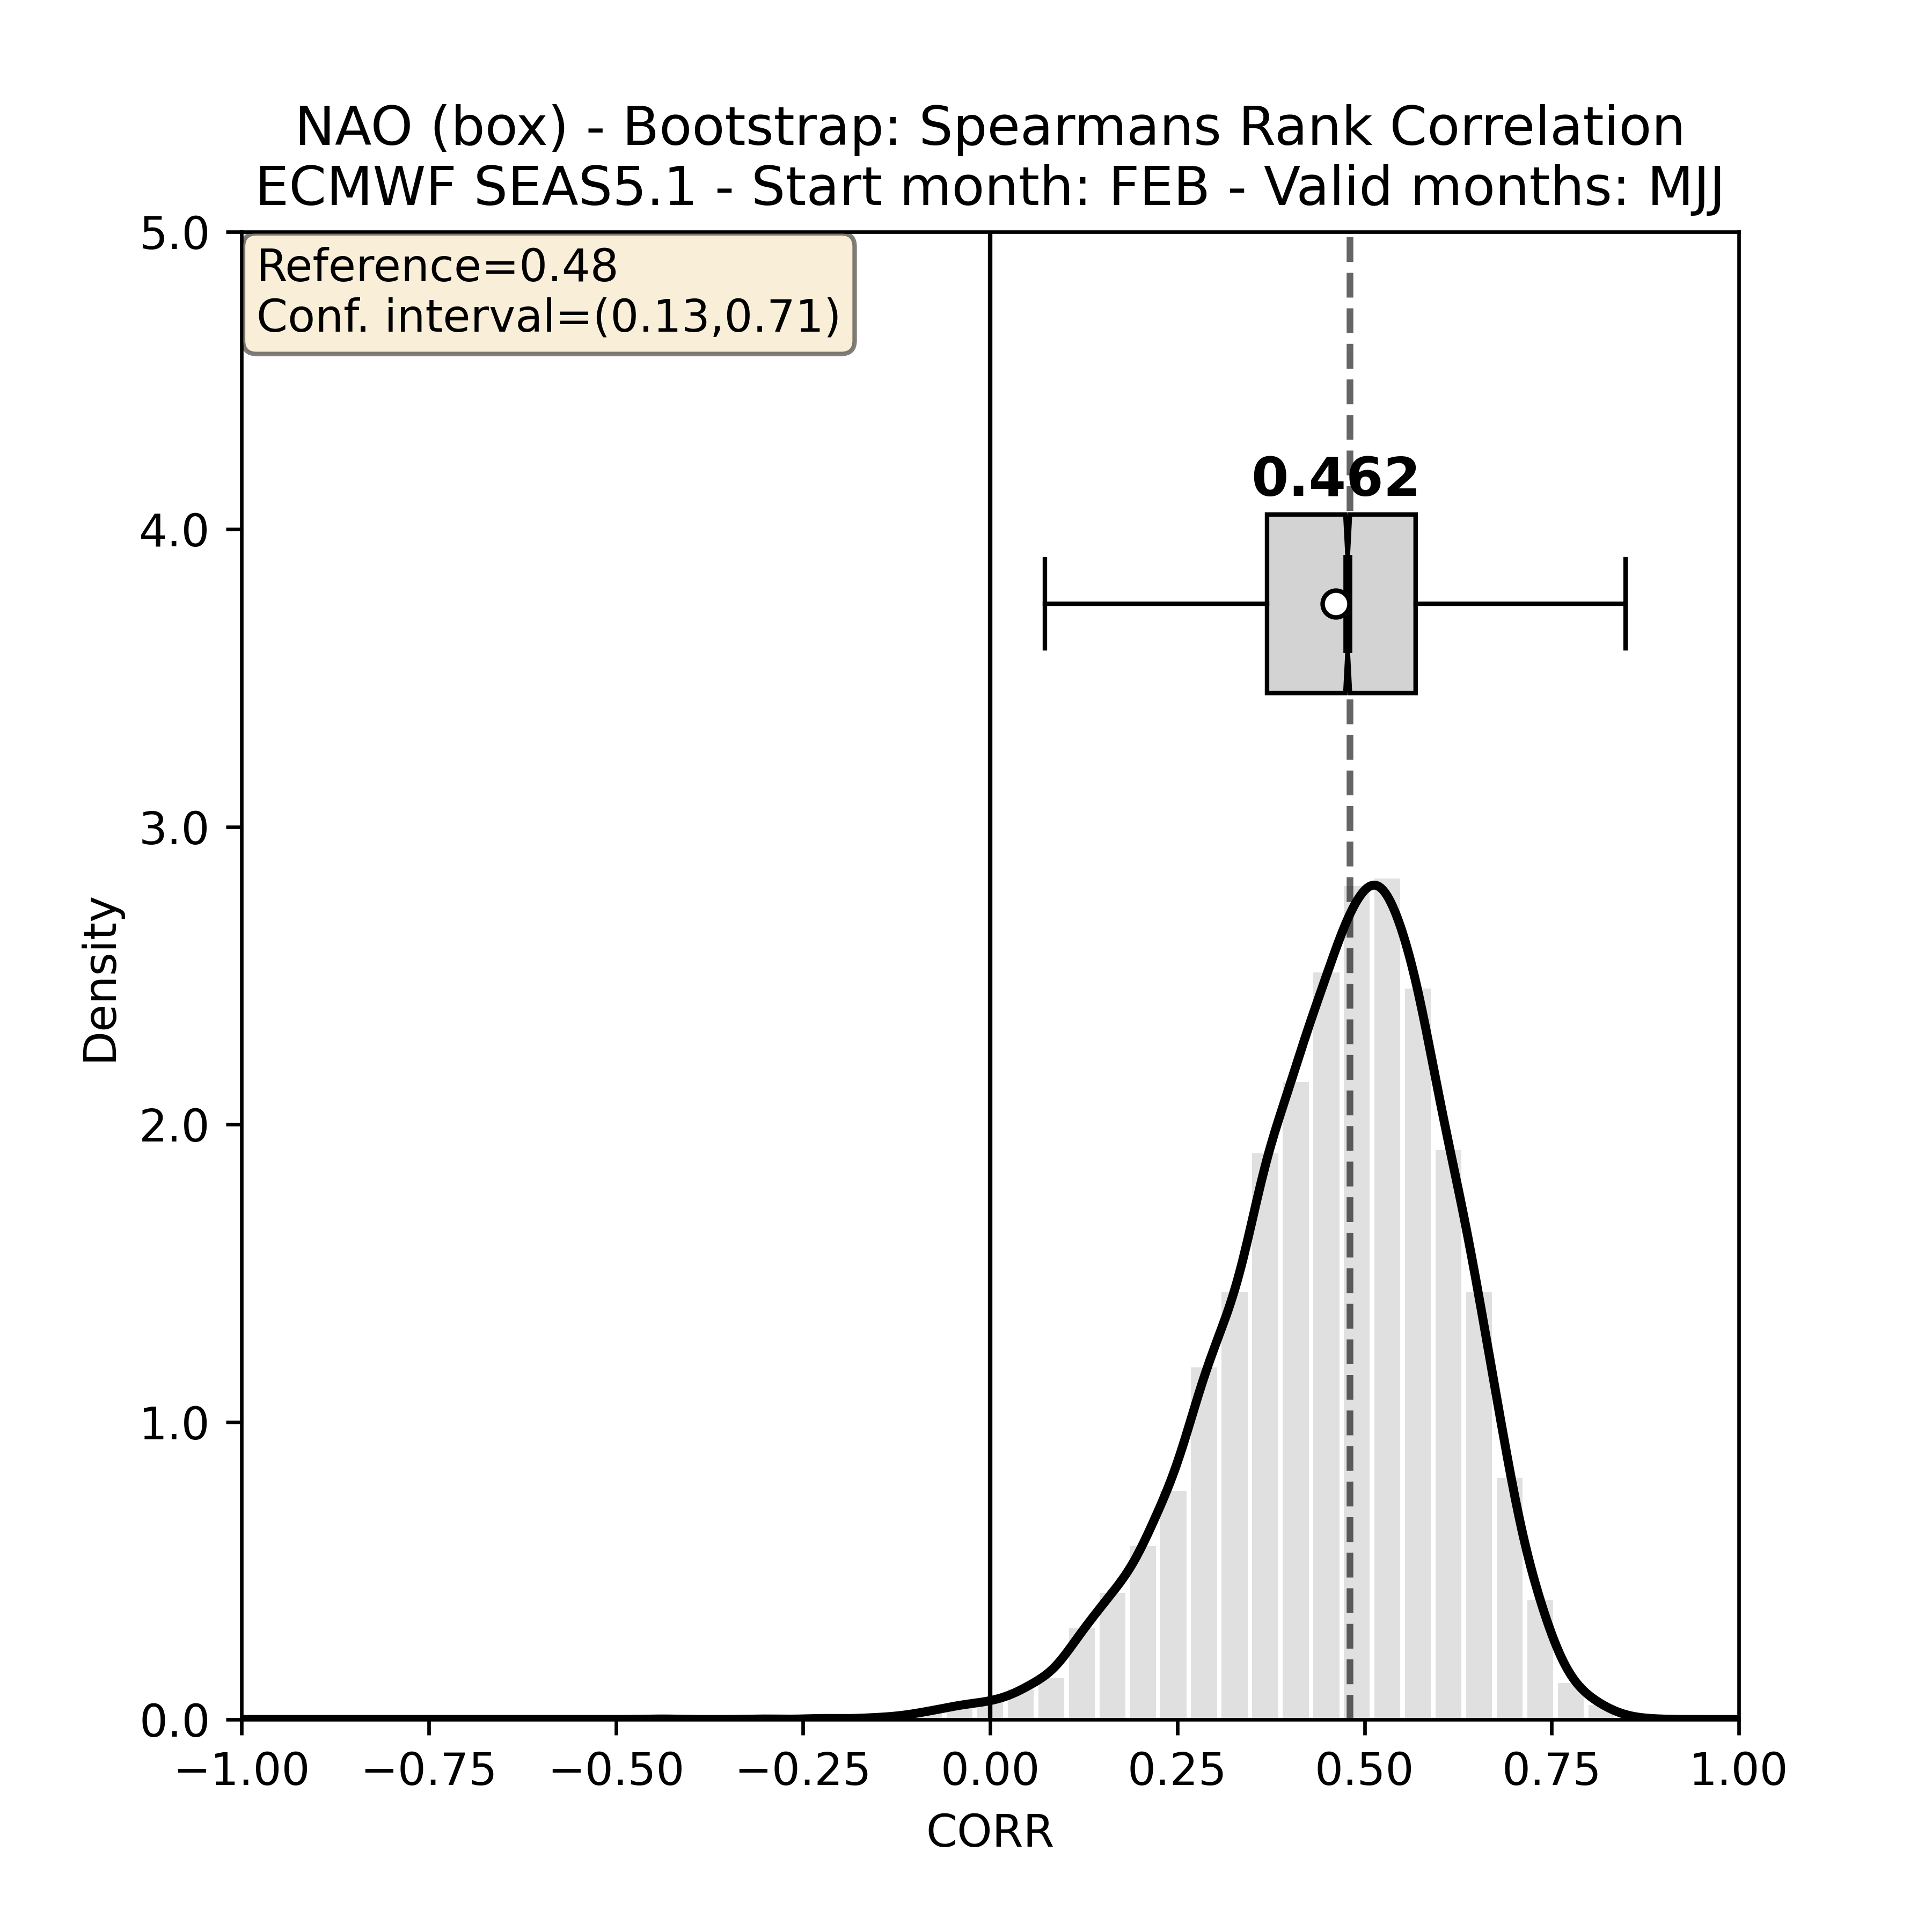 NAO (box) - Bootstrap: Spearmans Rank Correlation
ECMWF SEAS5.1 - Start month: FEB - Valid months: MJJ
Reference=0.48
Conf. interval=(0.13,0.71)
0.462
5.0
4.0
3.0
2.0
1.0
0.0
Density
−1.00 −0.75 −0.50 −0.25 0.00 0.25 0.50 0.75 1.00
CORR